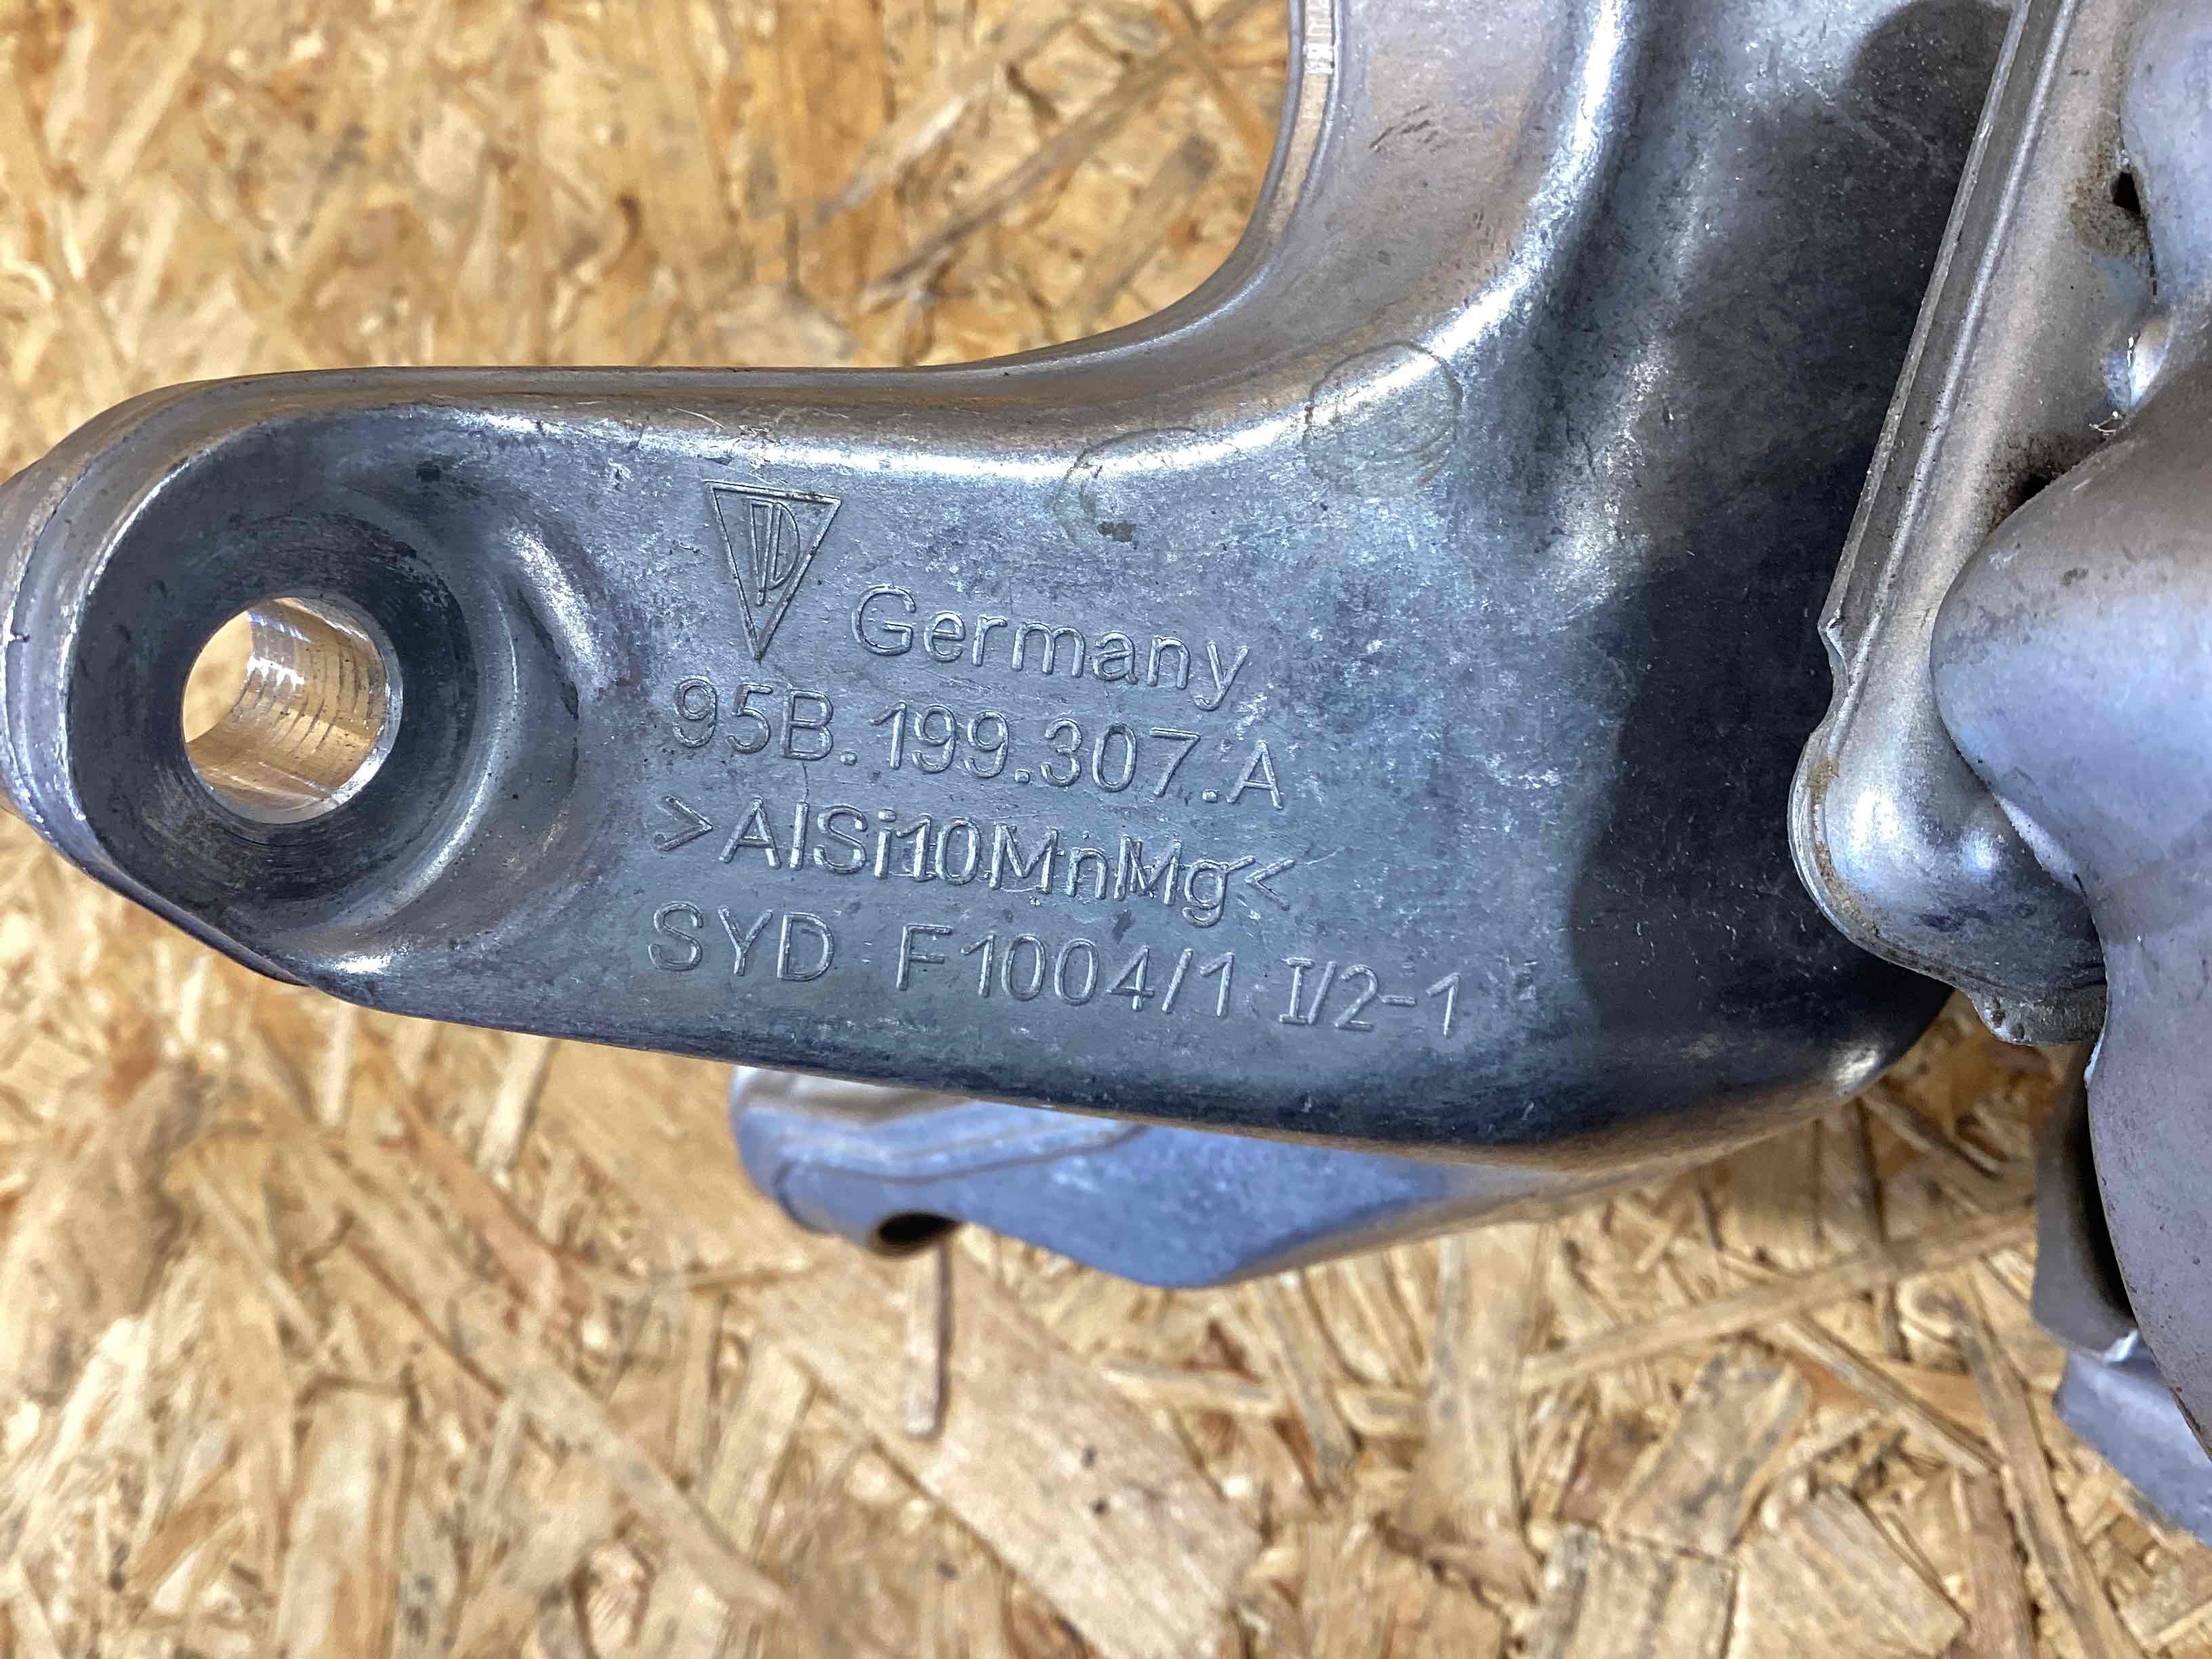 Germany
95B.199.307.A
>AlSi10MnMg<
SYD F1004/1 I/2-1